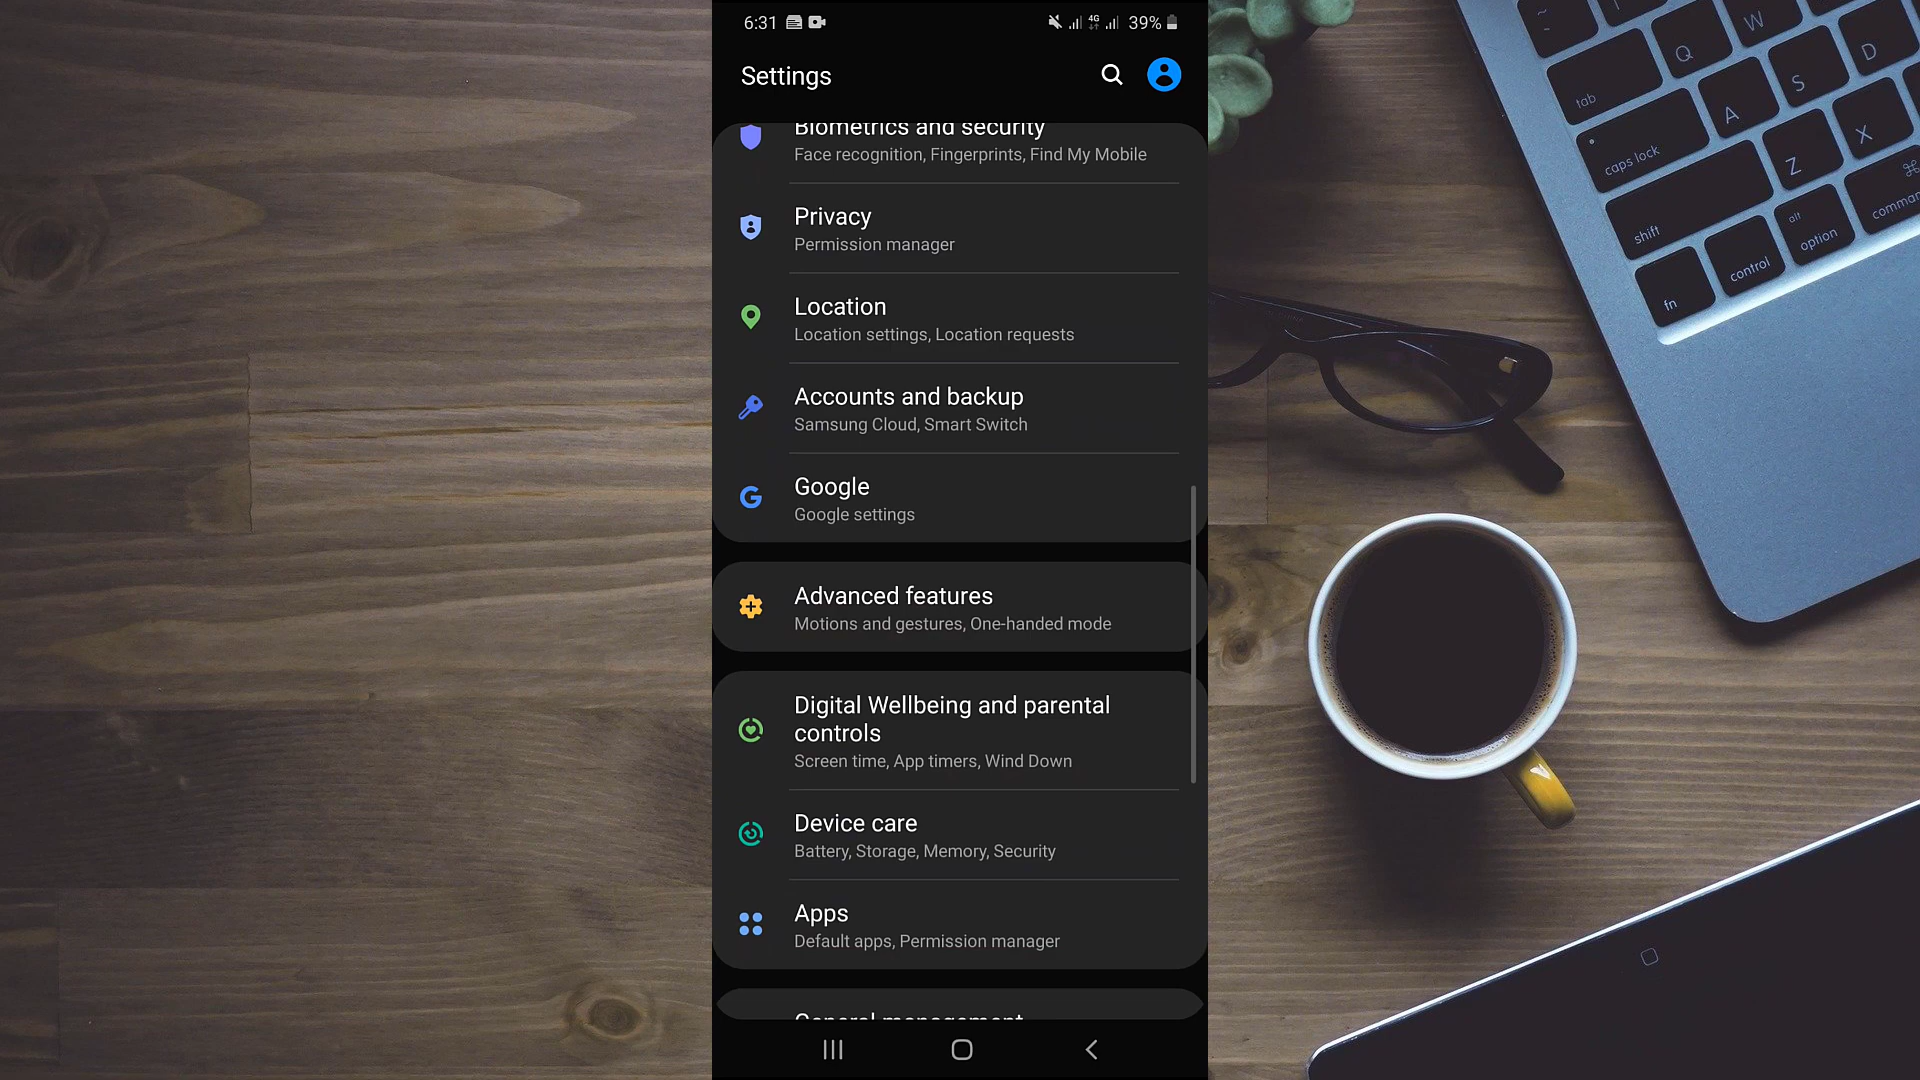 6:31
4G
39%
Settings
Biometrics and security
Face recognition, Fingerprints, Find My Mobile
Privacy
Permission manager
Location
Location settings, Location requests
Accounts and backup
Samsung Cloud, Smart Switch
Google
Google settings
Advanced features
Motions and gestures, One-handed mode
Digital Wellbeing and parental
controls
Screen time, App timers, Wind Down
Device care
Battery, Storage, Memory, Security
Apps
Default apps, Permission manager
General management
~
Q
W
tab
A
S
D
caps lock
Z
X
shift
fn
control
alt
option
⌘